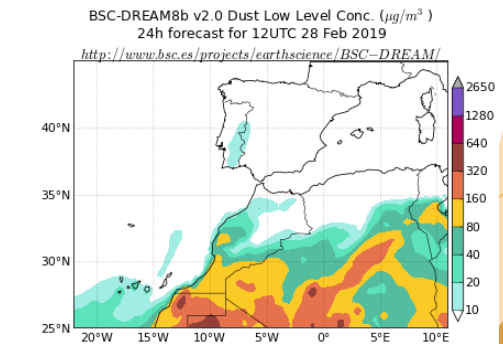 BSC-DREAM8b v2.0 Dust Low Level Conc. (μg/m³ )
24h forecast for 12UTC 28 Feb 2019
http://www.bsc.es/projects/earthscience/BSC−DREAM/
40°N
35°N
30°N
25°N
20°W
15°W
10°W
5°W
0°
5°E
10°E
2650
1280
640
320
160
80
40
20
10